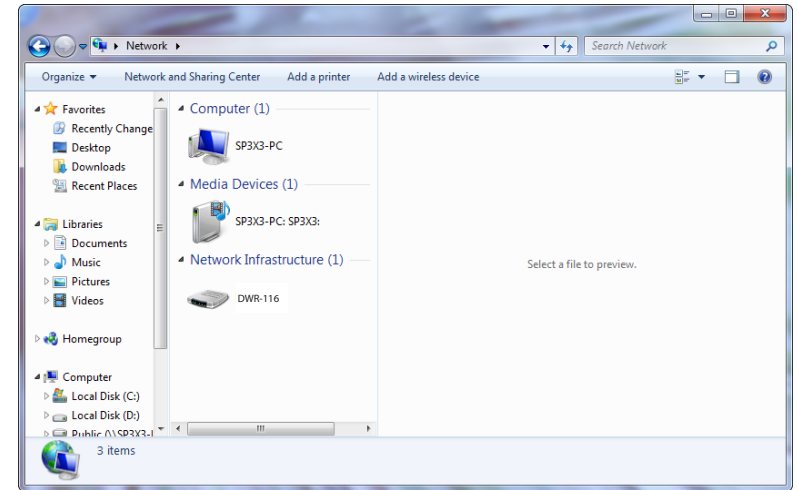 Network
Search Network
Organize Network and Sharing Center Add a printer Add a wireless device
Favorites
Recently Change
Desktop
Downloads
Recent Places
Libraries
Documents
Music
Pictures
Videos
Homegroup
Computer
Local Disk (C:)
Local Disk (D:)
Public (\\SP3X3-
Computer (1)
SP3X3-PC
Media Devices (1)
SP3X3-PC: SP3X3:
Network Infrastructure (1)
DWR-116
Select a file to preview.
3 items